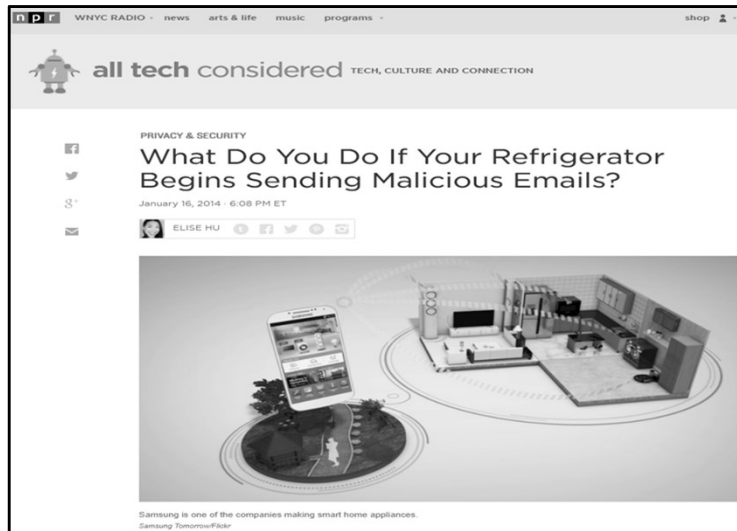 npr WNYC RADIO news arts & life music programs shop
all tech considered TECH, CULTURE AND CONNECTION
PRIVACY & SECURITY
What Do You Do If Your Refrigerator
Begins Sending Malicious Emails?
January 16, 2014 · 6:08 PM ET
ELISE HU
SAMSUNG
Samsung is one of the companies making smart home appliances.
Samsung Tomorrow/Flickr